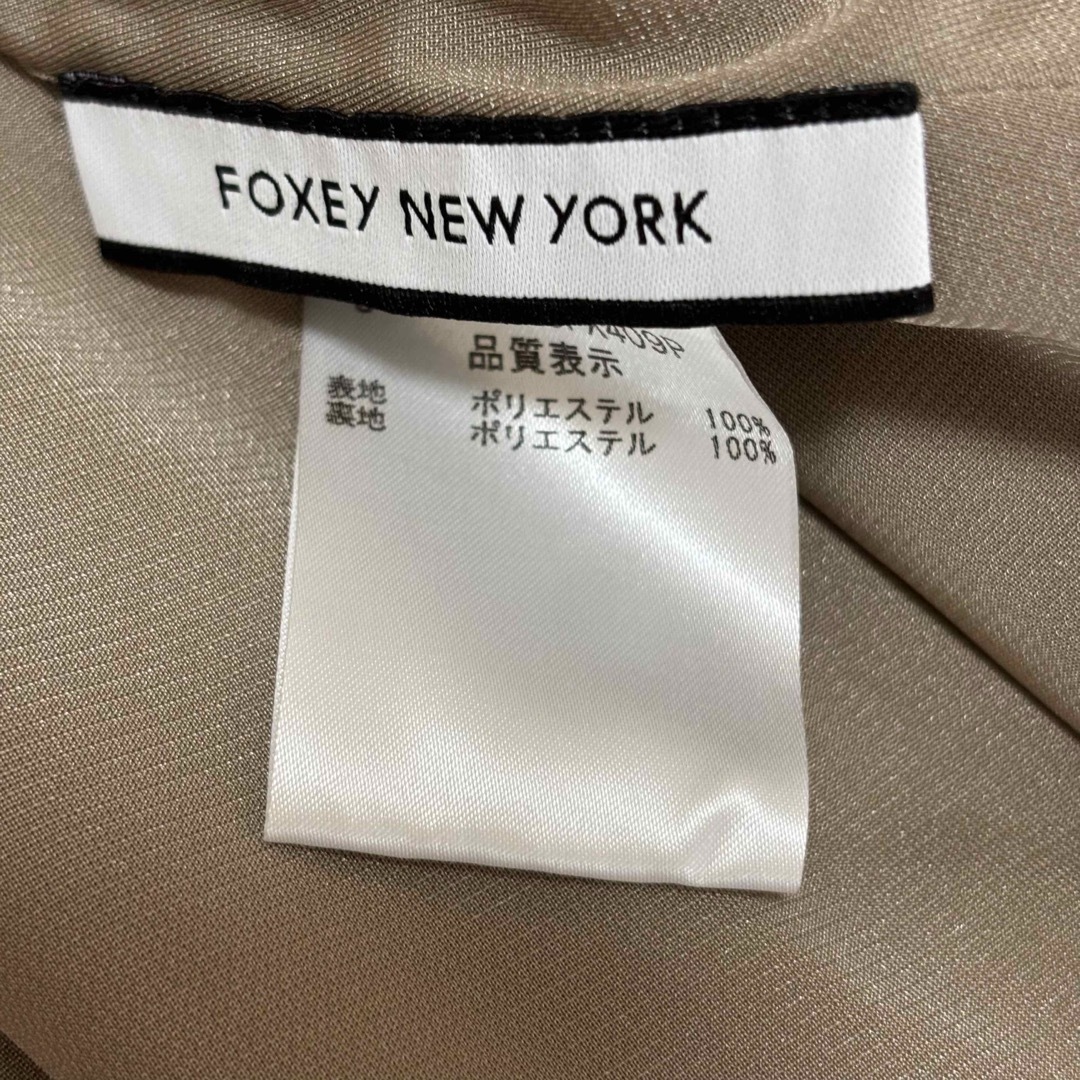 FOXEY NEW YORK
品質表示
表地 ポリエステル 100%
裏地 ポリエステル 100%